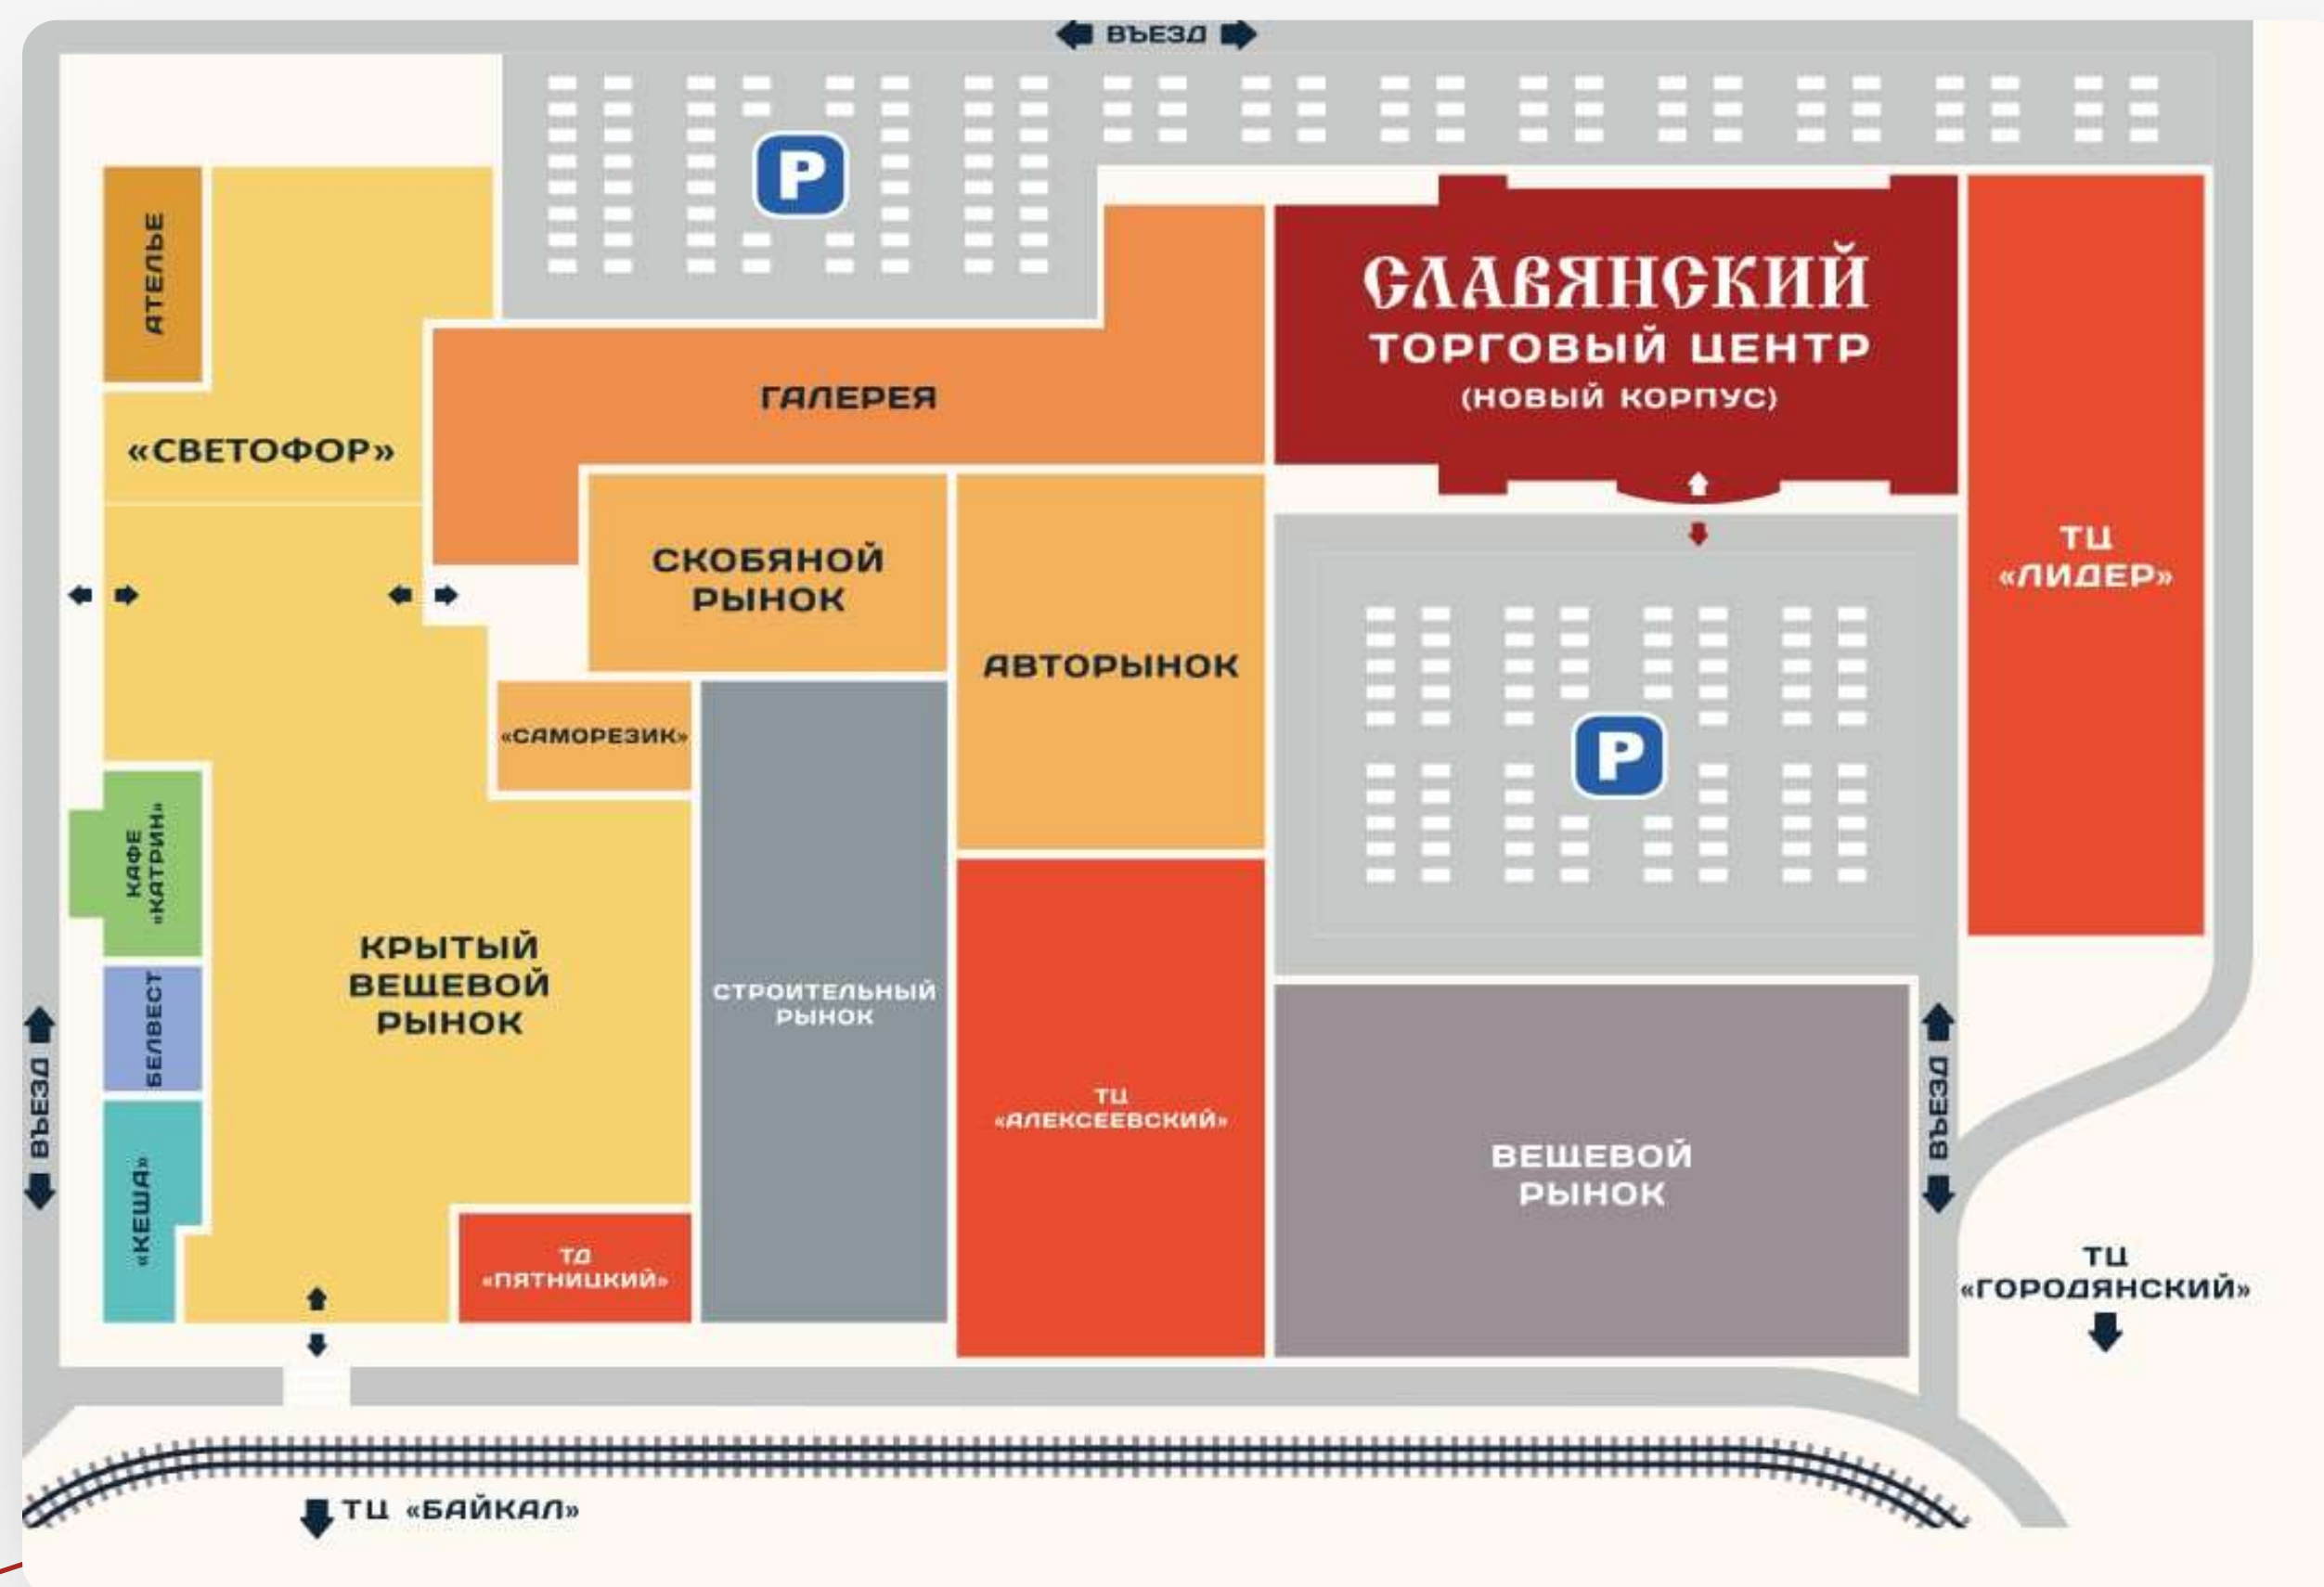 ВЪЕЗД
P
АТЕЛЬЕ
«СВЕТОФОР»
ГАЛЕРЕЯ
СЛАВЯНСКИЙ
ТОРГОВЫЙ ЦЕНТР
(НОВЫЙ КОРПУС)
ТЦ
«ЛИДЕР»
СКОБЯНОЙ
РЫНОК
АВТОРЫНОК
«САМОРЕЗИК»
P
КАФЕ
«КАТРИН»
БЕЛВЕСТ
«КЕША»
ВЪЕЗД
КРЫТЫЙ
ВЕЩЕВОЙ
РЫНОК
СТРОИТЕЛЬНЫЙ
РЫНОК
ТЦ
«АЛЕКСЕЕВСКИЙ»
ВЕЩЕВОЙ
РЫНОК
ВЪЕЗД
ТД
«ПЯТНИЦКИЙ»
ТЦ
«ГОРОДЯНСКИЙ»
ТЦ «БАЙКАЛ»